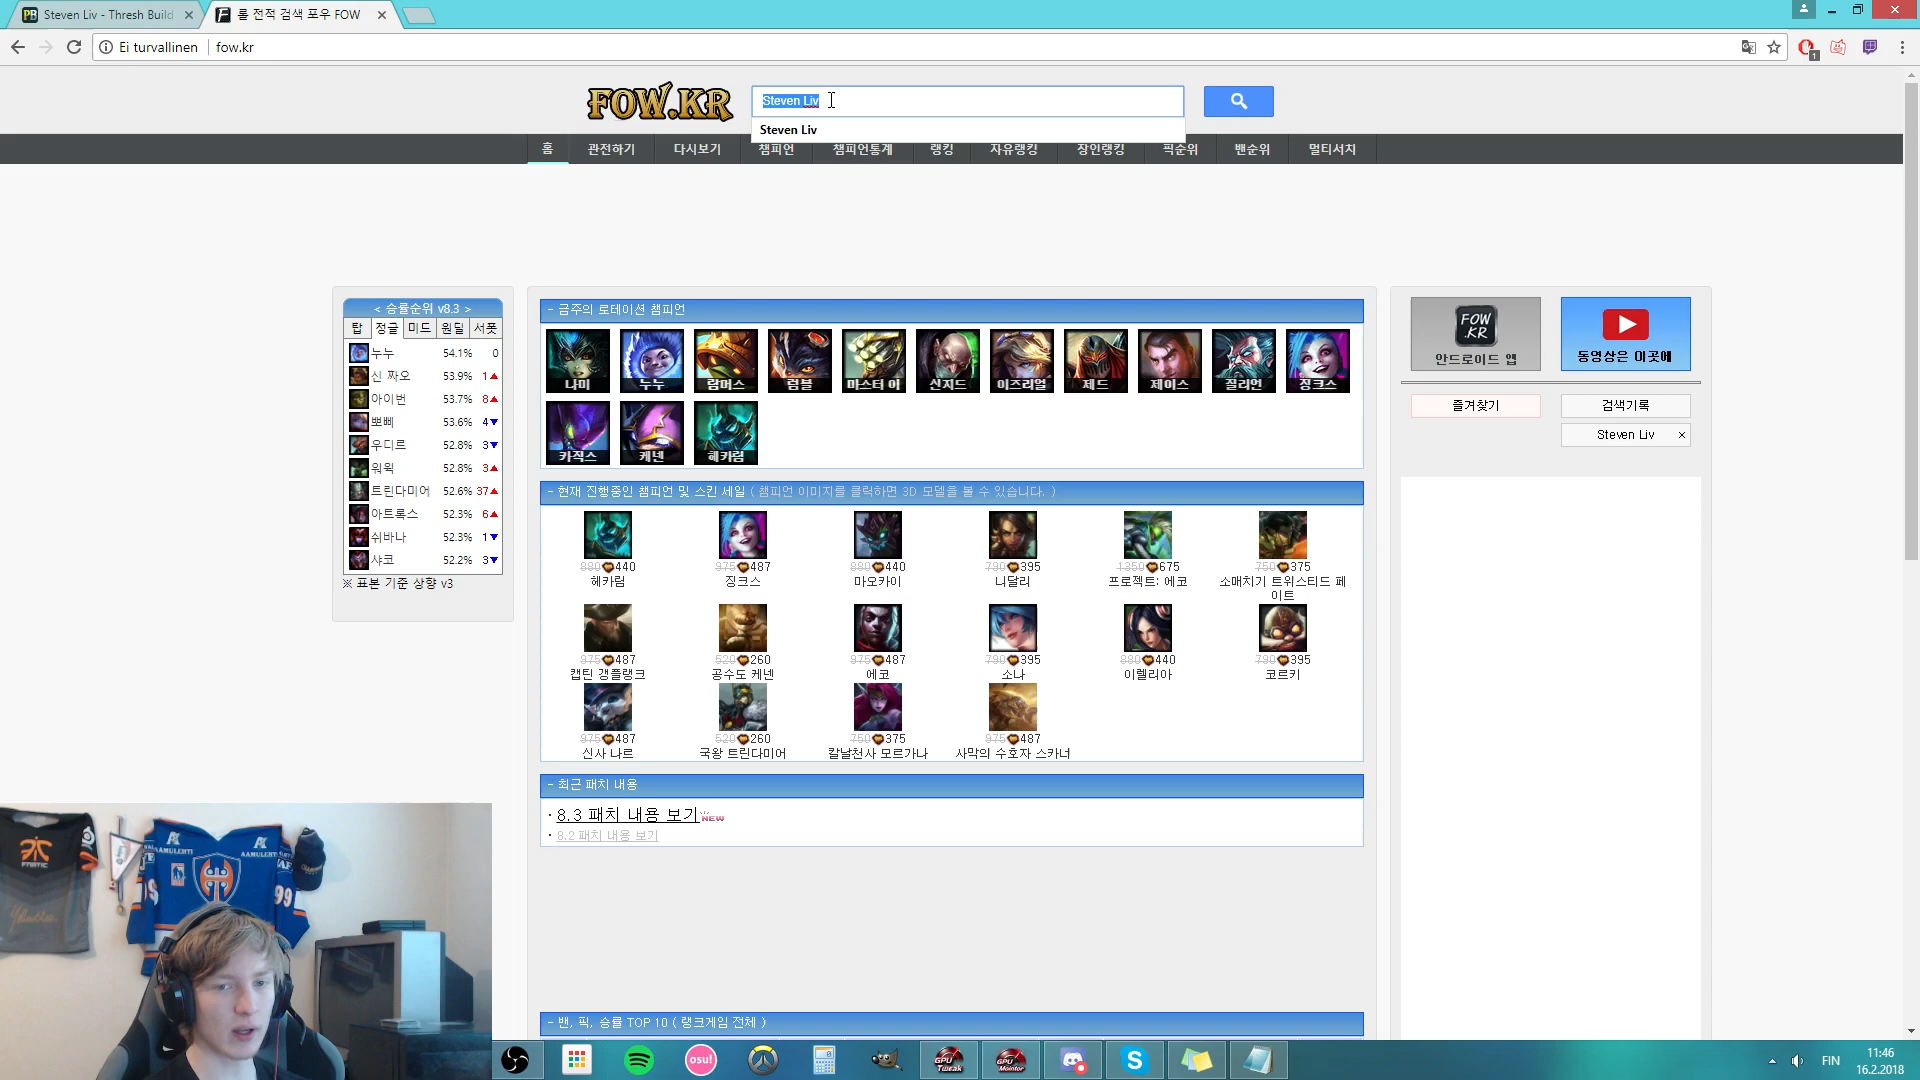 Steven Liv - Thresh Build
롤 전적 검색 포우 FOW
Ei turvallinen
fow.kr
1
FOW.KR
Steven Liv
Steven Liv
홈 관전하기 다시보기 챔피언 챔피언통계 랭킹 자유랭킹 장인랭킹 픽순위 밴순위 멀티서치
< 승률순위 v8.3 >
탑 정글 미드 원딜 서폿
누누 54.1% 0
신 짜오 53.9% 1▲
아이번 53.7% 8▲
뽀삐 53.6% 4▼
우디르 52.8% 3▼
워윅 52.8% 3▲
트린다미어 52.6% 37▲
아트록스 52.3% 6▲
쉬바나 52.3% 1▼
샤코 52.2% 3▼
※ 표본 기준 상향 v3
- 금주의 로테이션 챔피언
나미 누누 람머스 럼블 마스터 이 신지드 이즈리얼 제드 제이스 질리언 징크스
카직스 케넨 헤카림
- 현재 진행중인 챔피언 및 스킨 세일 ( 챔피언 이미지를 클릭하면 3D 모델을 볼 수 있습니다. )
880 440 975 487 880 440 790 395 1350 675 750 375
헤카림 징크스 마오카이 니달리 프로젝트: 에코 소매치기 트위스티드 페
이트
975 487 520 260 975 487 790 395 880 440 790 395
캡틴 갱플랭크 공수도 케넨 에코 소나 이렐리아 코르키
975 487 520 260 750 375 975 487
신사 나르 국왕 트린다미어 칼날천사 모르가나 사막의 수호자 스카너
- 최근 패치 내용
· 8.3 패치 내용 보기 NEW
· 8.2 패치 내용 보기
- 밴, 픽, 승률 TOP 10 ( 랭크게임 전체 )
FOW
.KR
안드로이드 앱
동영상은 이곳에
즐겨찾기
검색기록
Steven Liv ×
FNATIC
AAMULEHTI
AAMULEHTI
99
osu!
GPU
Tweak
GPU
Monitor
FIN
11:46
16.2.2018